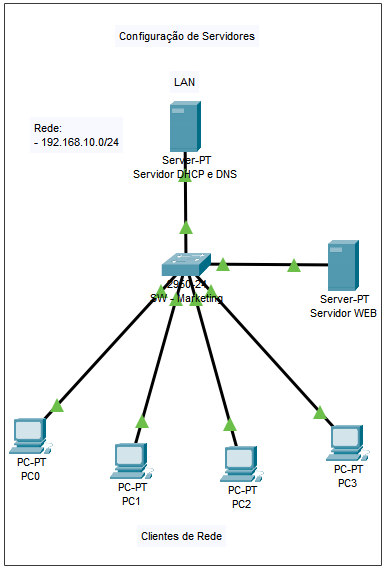 Configuração de Servidores
LAN
Rede:
- 192.168.10.0/24
Server-PT
Servidor DHCP e DNS
2950-24
SW - Marketing
Server-PT
Servidor WEB
PC-PT
PC0
PC-PT
PC1
PC-PT
PC2
PC-PT
PC3
Clientes de Rede